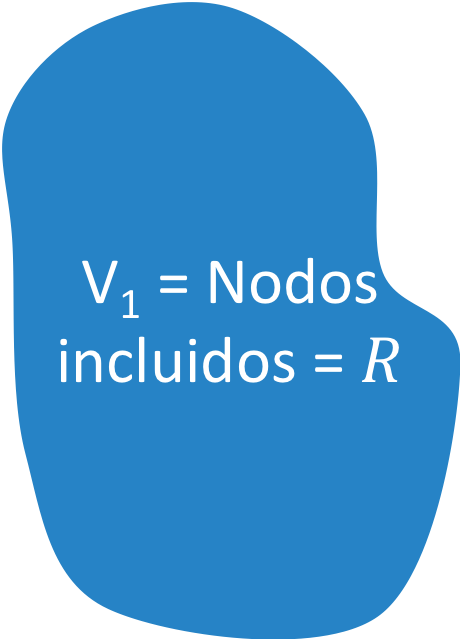 V₁ = Nodos
incluidos = R